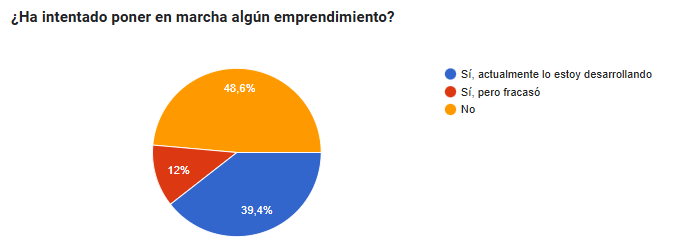 ¿Ha intentado poner en marcha algún emprendimiento?
Sí, actualmente lo estoy desarrollando
Sí, pero fracasó
No
48,6%
12%
39,4%